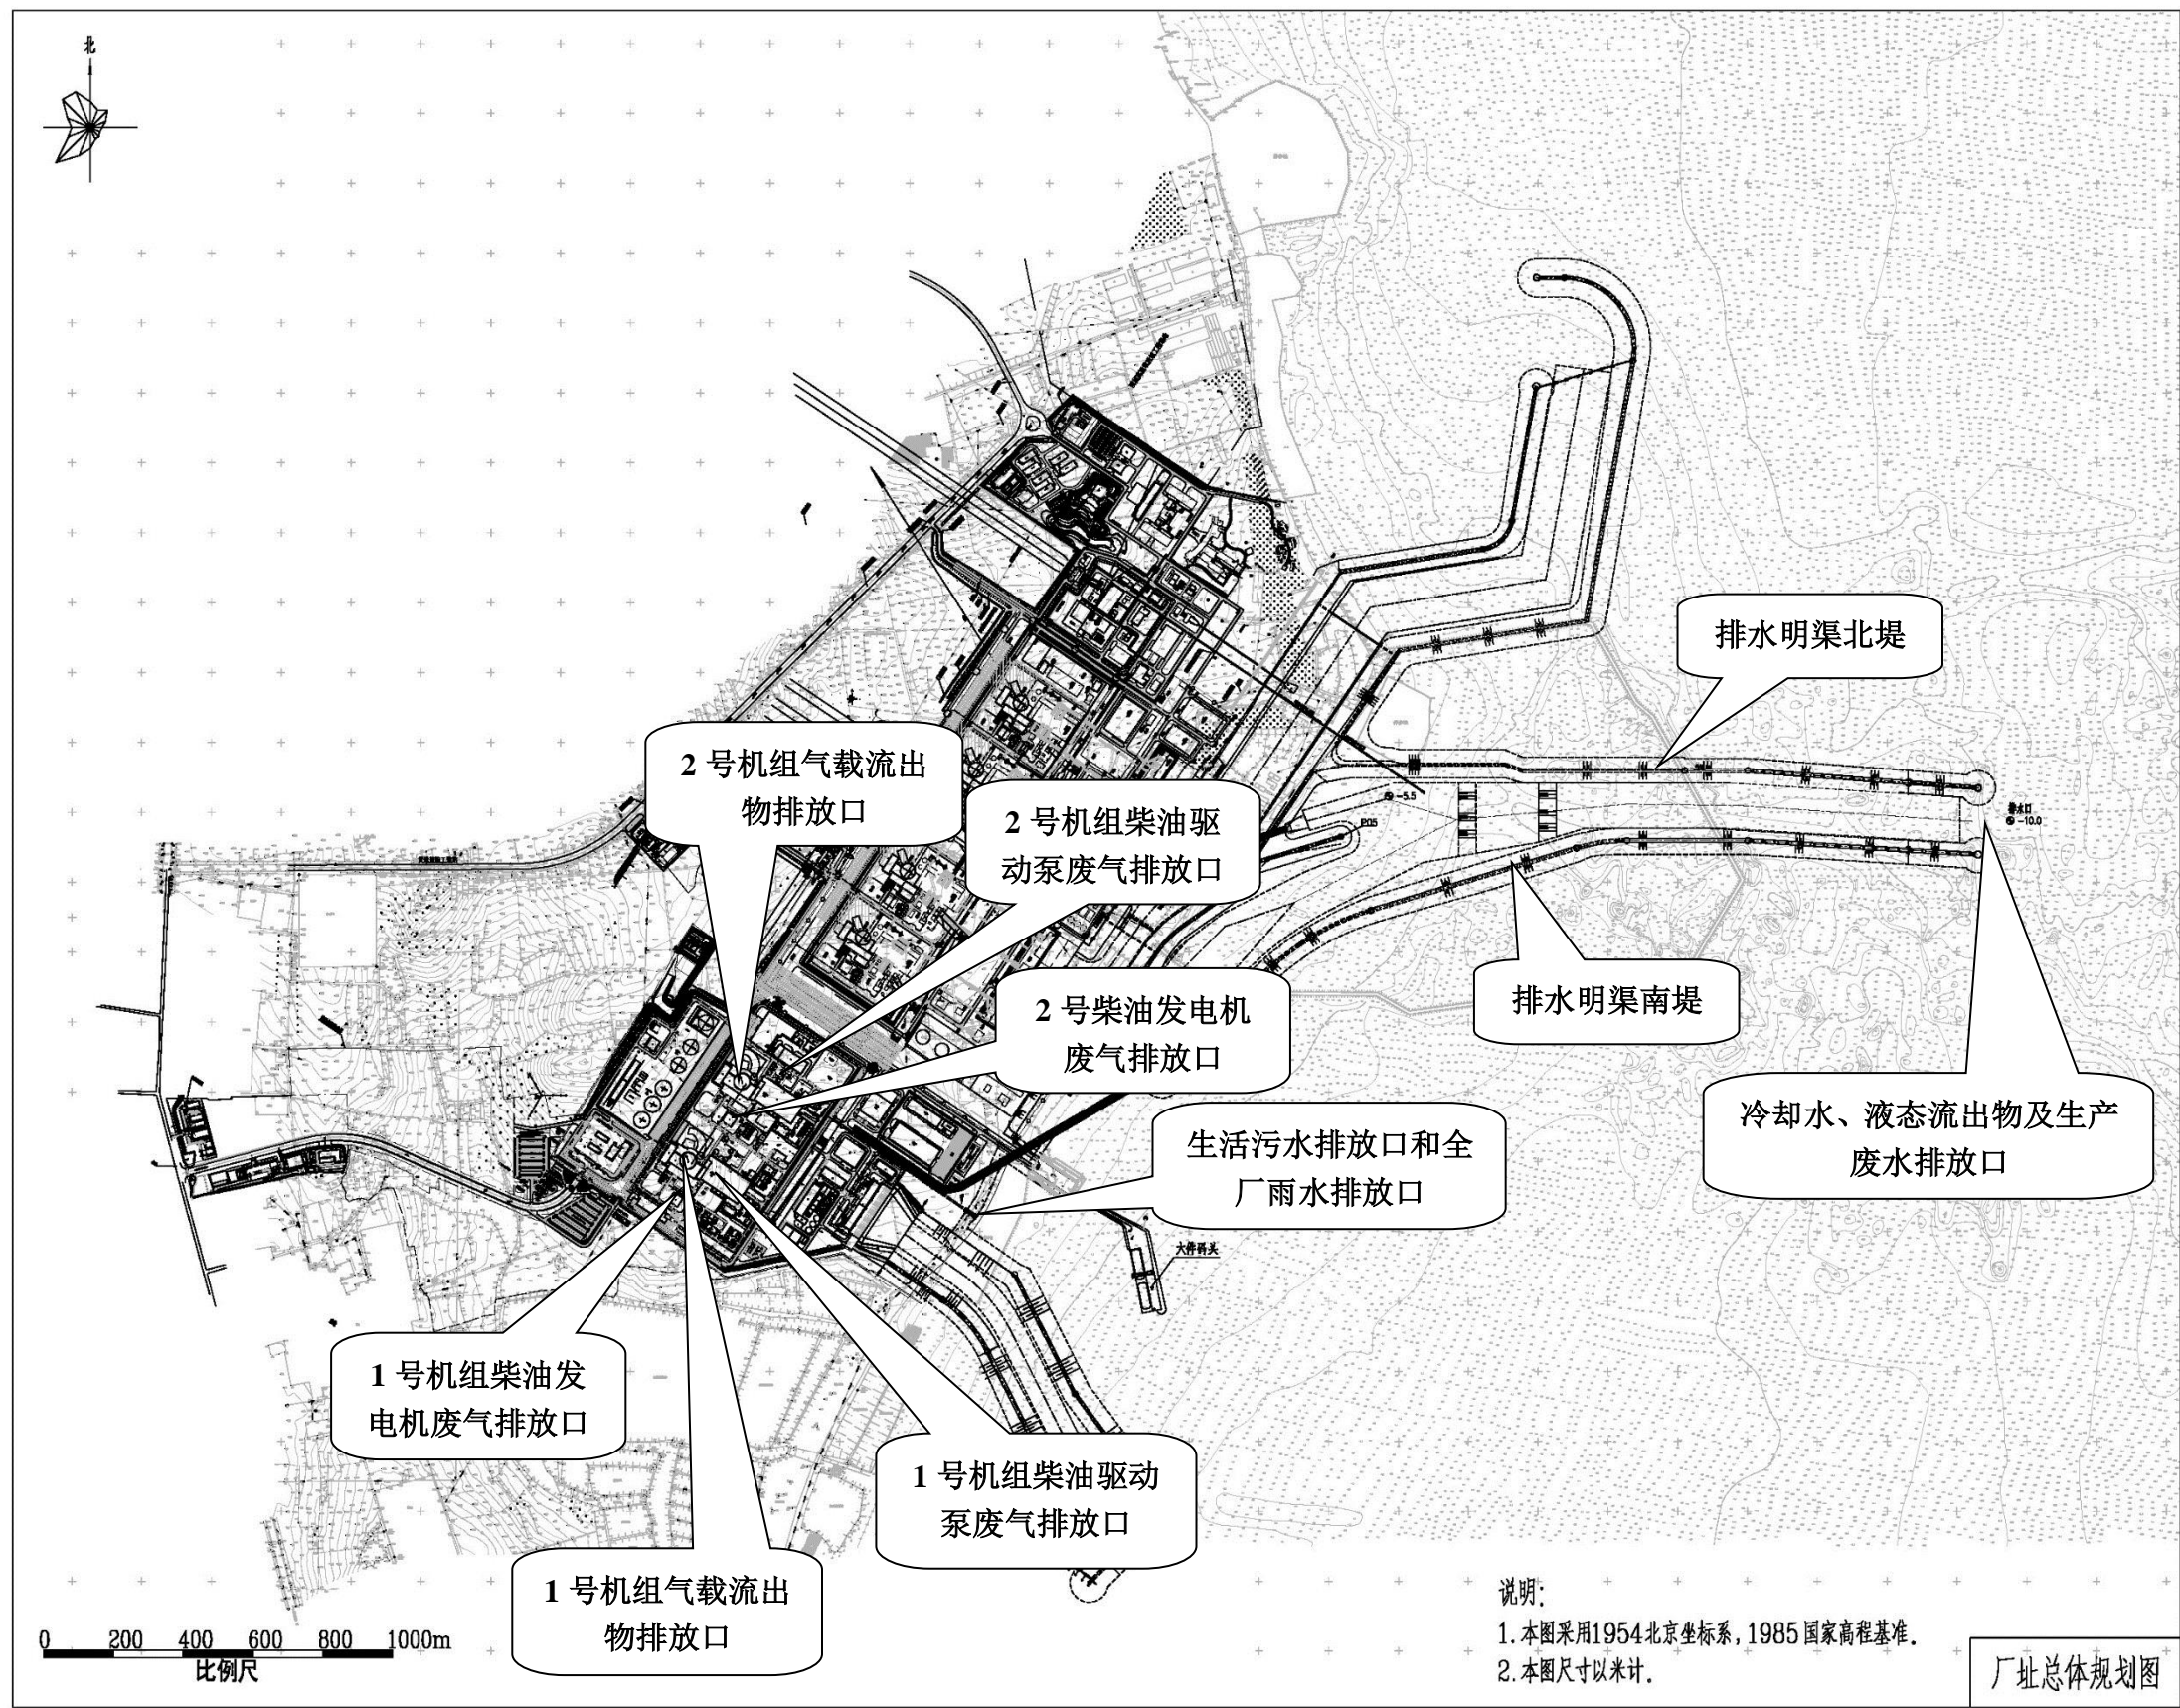 北
排水明渠北堤
2 号机组气载流出
物排放口
2 号机组柴油驱
动泵废气排放口
-5.5
P05
排水口
-10.0
2 号柴油发电机
废气排放口
排水明渠南堤
生活污水排放口和全
厂雨水排放口
冷却水、液态流出物及生产
废水排放口
大件码头
1 号机组柴油发
电机废气排放口
1 号机组柴油驱动
泵废气排放口
1 号机组气载流出
物排放口
0 200 400 600 800 1000m
比例尺
说明:
1.本图采用1954北京坐标系,1985国家高程基准.
2.本图尺寸以米计.
厂址总体规划图